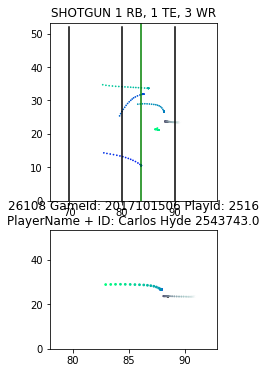 SHOTGUN 1 RB, 1 TE, 3 WR
50
40
30
20
10
0
70 80 90
26108 GameId: 2017101506 PlayId: 2516
PlayerName + ID: Carlos Hyde 2543743.0
40
20
0
80 85 90